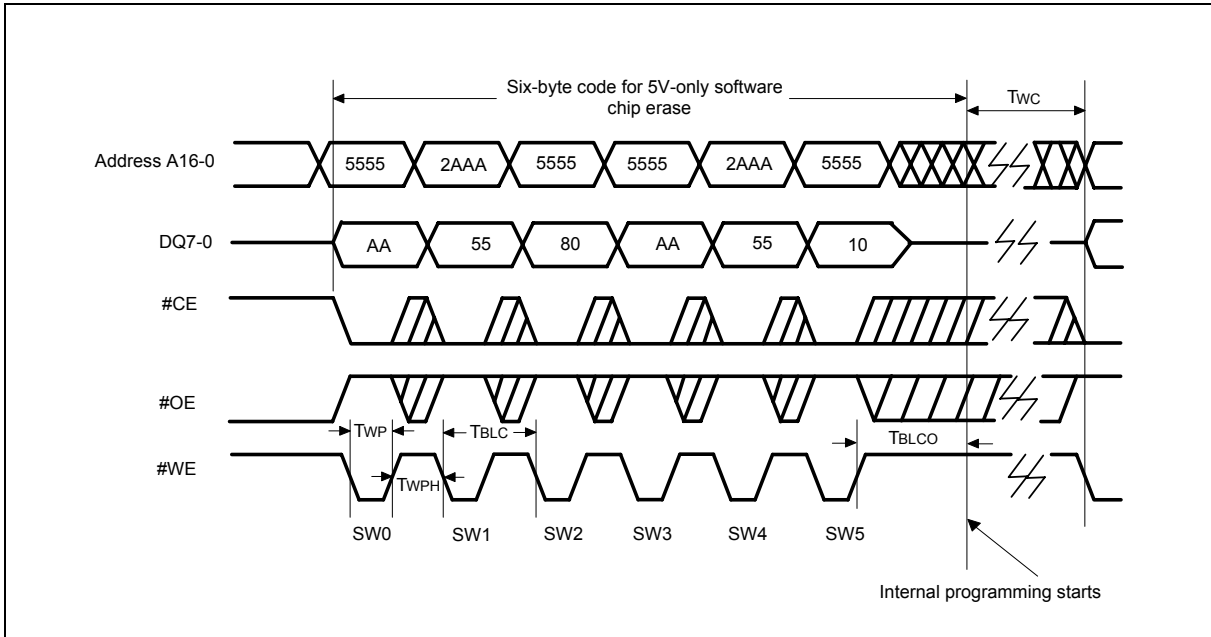 Six-byte code for 5V-only software
chip erase
TWC
Address A16-0
5555
2AAA
5555
5555
2AAA
5555
DQ7-0
AA
55
80
AA
55
10
#CE
#OE
TWP
TBLC
TBLCO
#WE
TWPH
SW0
SW1
SW2
SW3
SW4
SW5
Internal programming starts